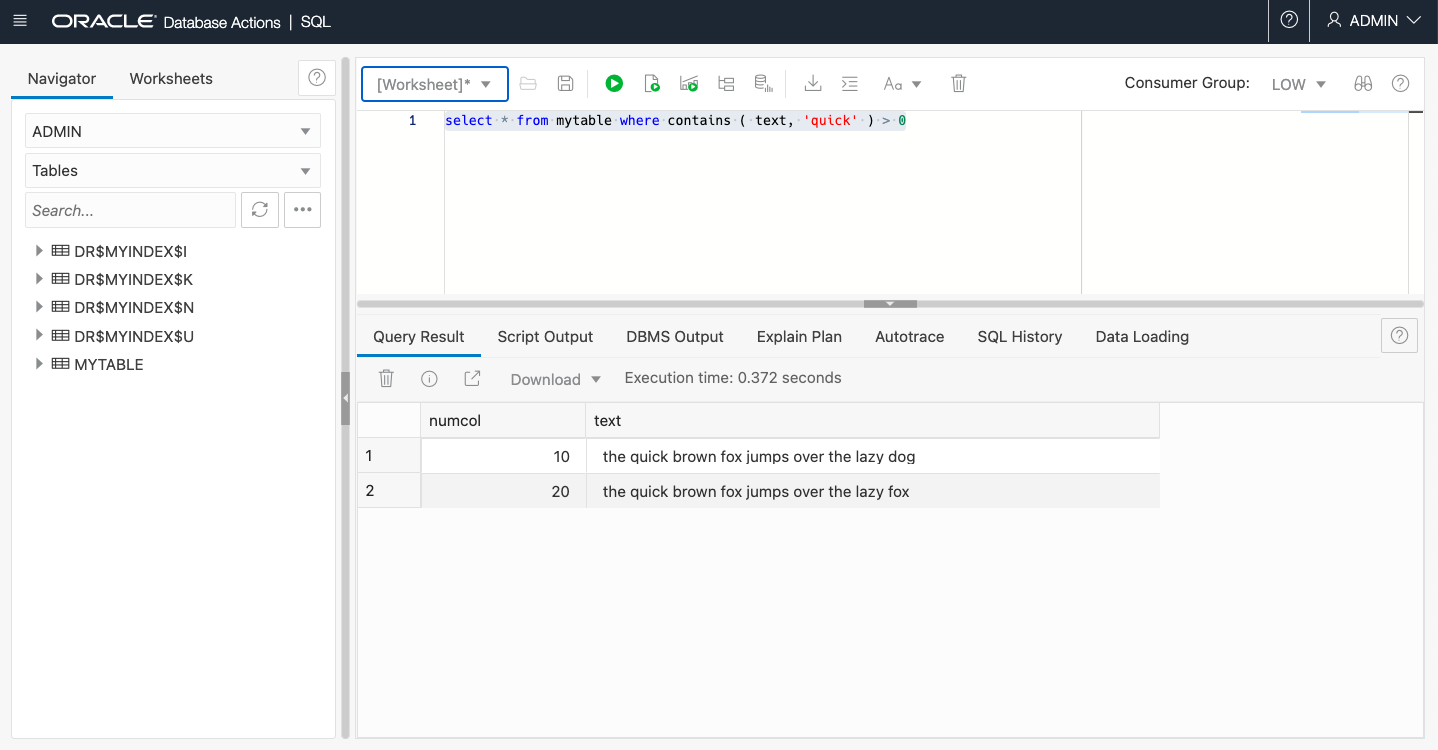 ORACLE Database Actions | SQL
ADMIN
Navigator
Worksheets
ADMIN
Tables
Search...
DR$MYINDEX$I
DR$MYINDEX$K
DR$MYINDEX$N
DR$MYINDEX$U
MYTABLE
[Worksheet]*
Aa
Consumer Group: LOW
1 select * from mytable where contains ( text, 'quick' ) > 0
Query Result Script Output DBMS Output Explain Plan Autotrace SQL History Data Loading
Download Execution time: 0.372 seconds
numcol text
1 10 the quick brown fox jumps over the lazy dog
2 20 the quick brown fox jumps over the lazy fox